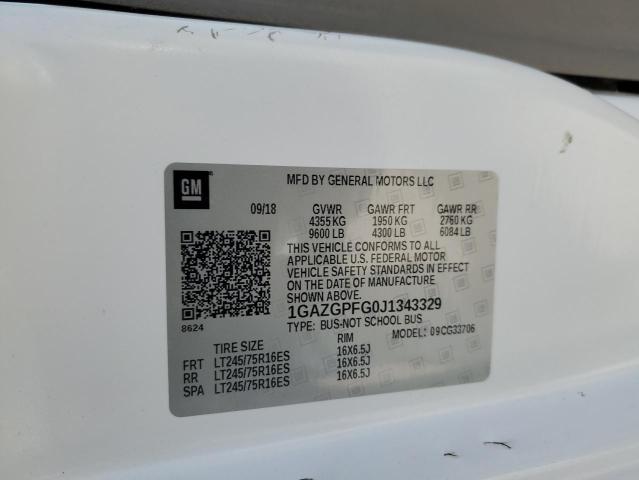 GM
MFD BY GENERAL MOTORS LLC
09/18 GVWR GAWR FRT GAWR RR
4355 KG 1950 KG 2760 KG
9600 LB 4300 LB 6084 LB
THIS VEHICLE CONFORMS TO ALL
APPLICABLE U.S. FEDERAL MOTOR
VEHICLE SAFETY STANDARDS IN EFFECT
ON THE DATE OF MANUFACTURE
SHOWN ABOVE.
8624
1GAZGPFG0J1343329
TYPE: BUS-NOT SCHOOL BUS
MODEL: 09CG33706
TIRE SIZE RIM
FRT LT245/75R16ES 16X6.5J
RR LT245/75R16ES 16X6.5J
SPA LT245/75R16ES 16X6.5J